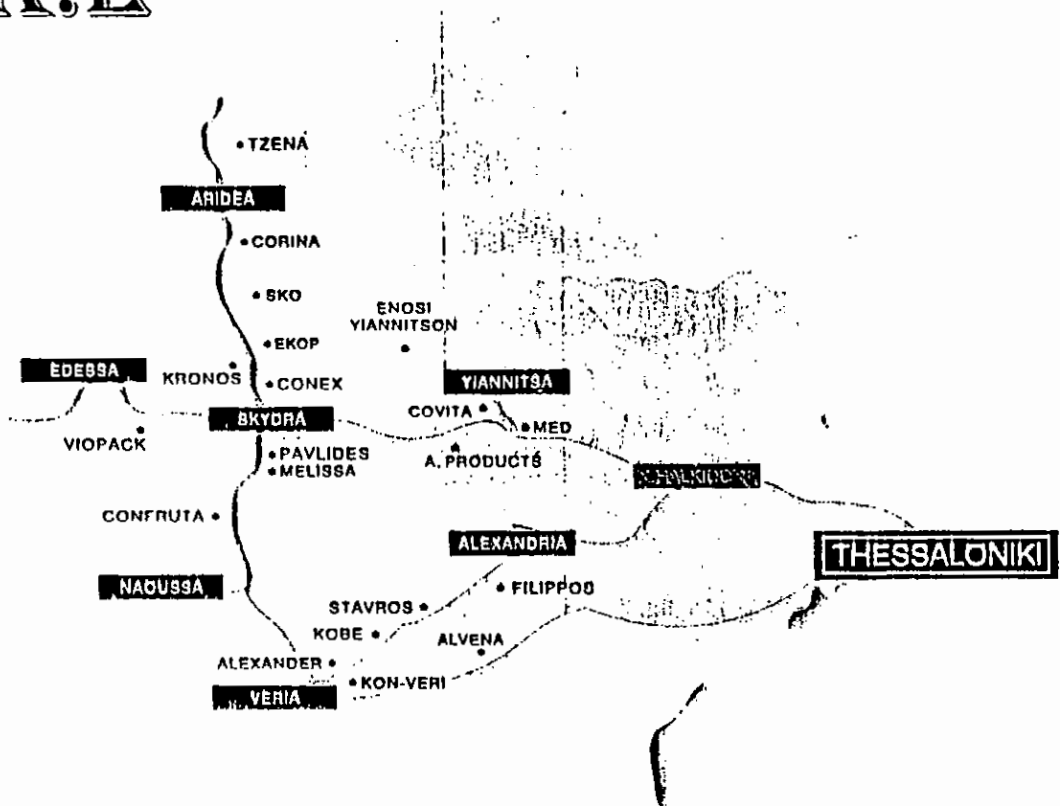 TZENA
ARIDEA
CORINA
SKO
ENOSI
YIANNITSON
EKOP
EDESSA
KRONOS
CONEX
YIANNITSA
SKYDRA
COVITA
MED
VIOPACK
PAVLIDES
A. PRODUCTS
MELISSA
CONFRUTA
ALEXANDRIA
THESSALONIKI
NAOUSSA
FILIPPOS
STAVROS
KOBE
ALVENA
ALEXANDER
KON-VERI
VERIA